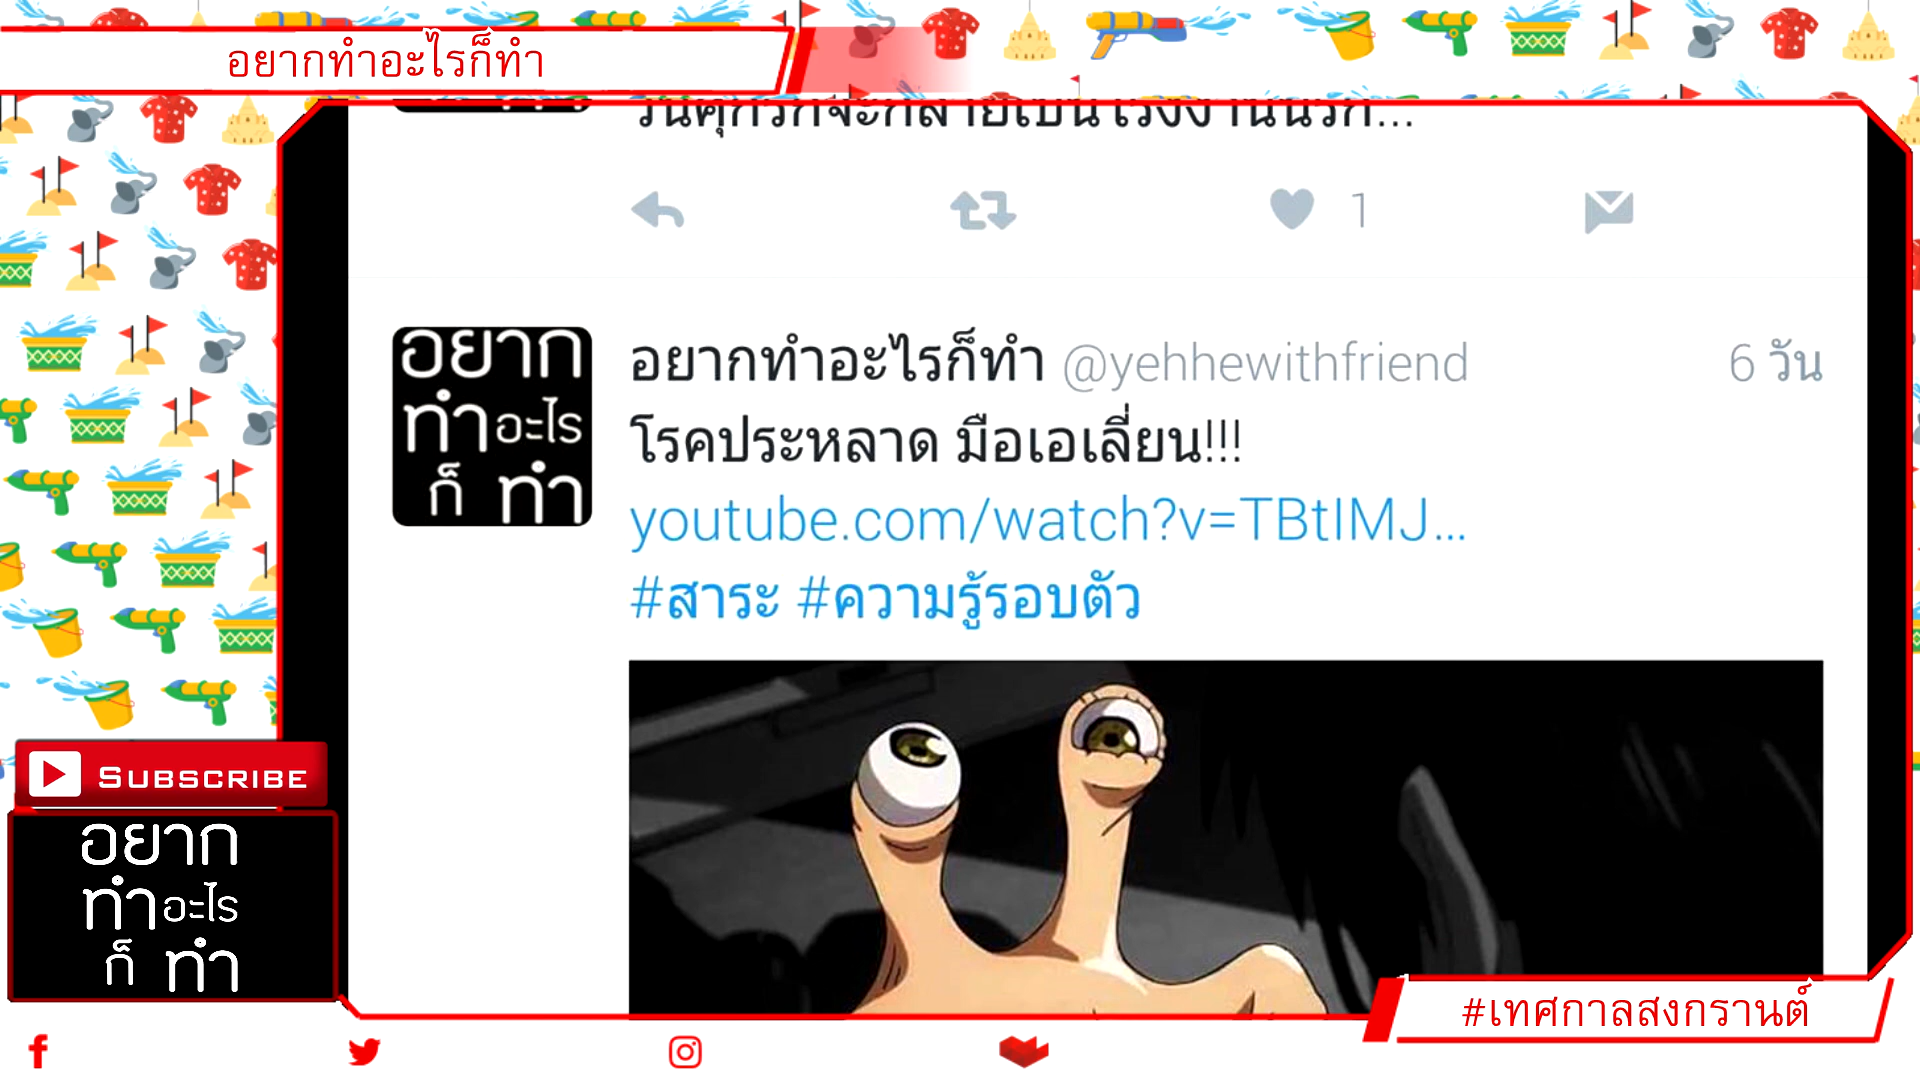 อยากทำอะไรก็ทำ
1
อยากทำอะไรก็ทำ @yehhewithfriend 6 วัน
โรคประหลาด มือเอเลี่ยน!!!
youtube.com/watch?v=TBtIMJ...
#สาระ #ความรู้รอบตัว
อยาก
ทำอะไร
ก็ ทำ
SUBSCRIBE
อยาก
ทำอะไร
ก็ ทำ
#เทศกาลสงกรานต์